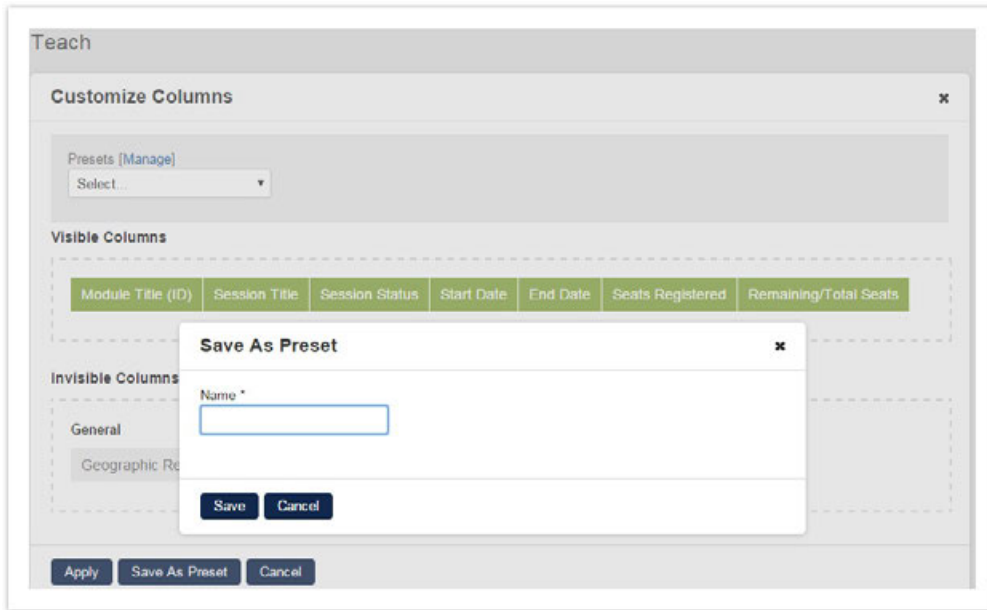 Teach
Customize Columns
Presets [Manage]
Select...
Visible Columns
Module Title (ID) Session Title Session Status Start Date End Date Seats Registered Remaining/Total Seats
Save As Preset
Invisible Columns
Name *
General
Geographic Re
Save Cancel
Apply Save As Preset Cancel